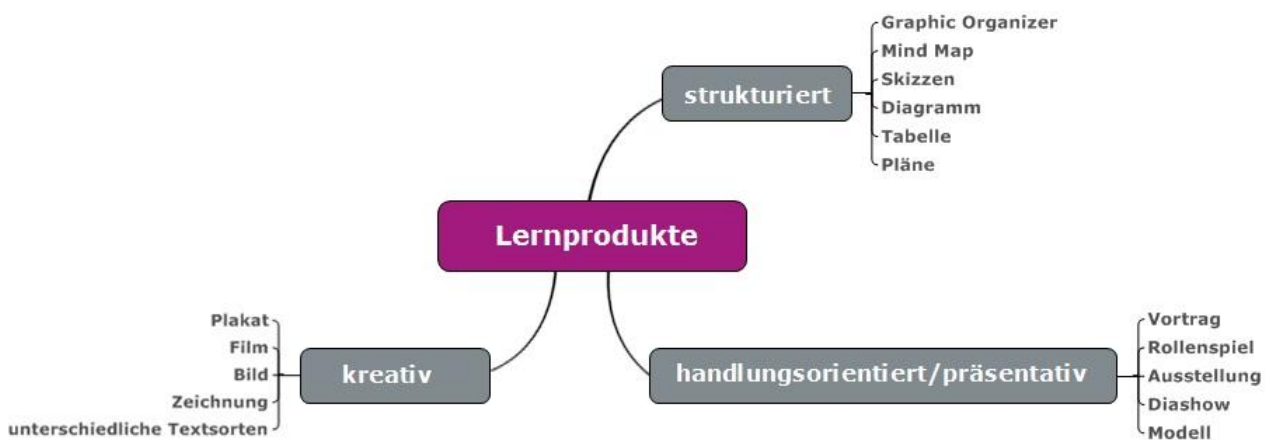 Graphic Organizer
Mind Map
Skizzen
Diagramm
Tabelle
Pläne
strukturiert
Lernprodukte
Plakat
Film
Bild
Zeichnung
unterschiedliche Textsorten
kreativ
handlungsorientiert/präsentativ
Vortrag
Rollenspiel
Ausstellung
Diashow
Modell